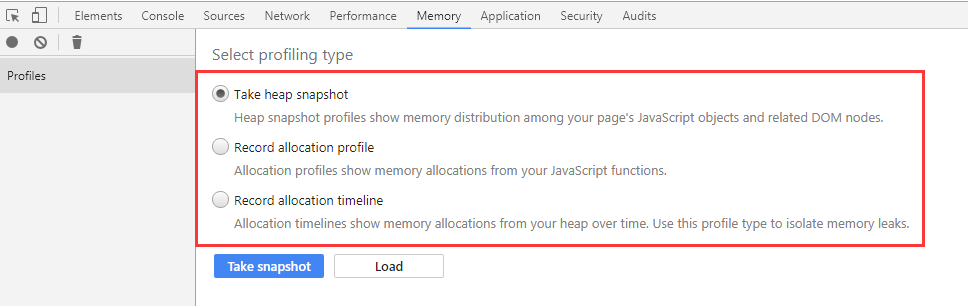 Elements Console Sources Network Performance Memory Application Security Audits
Profiles
Select profiling type
Take heap snapshot
Heap snapshot profiles show memory distribution among your page's JavaScript objects and related DOM nodes.
Record allocation profile
Allocation profiles show memory allocations from your JavaScript functions.
Record allocation timeline
Allocation timelines show memory allocations from your heap over time. Use this profile type to isolate memory leaks.
Take snapshot Load